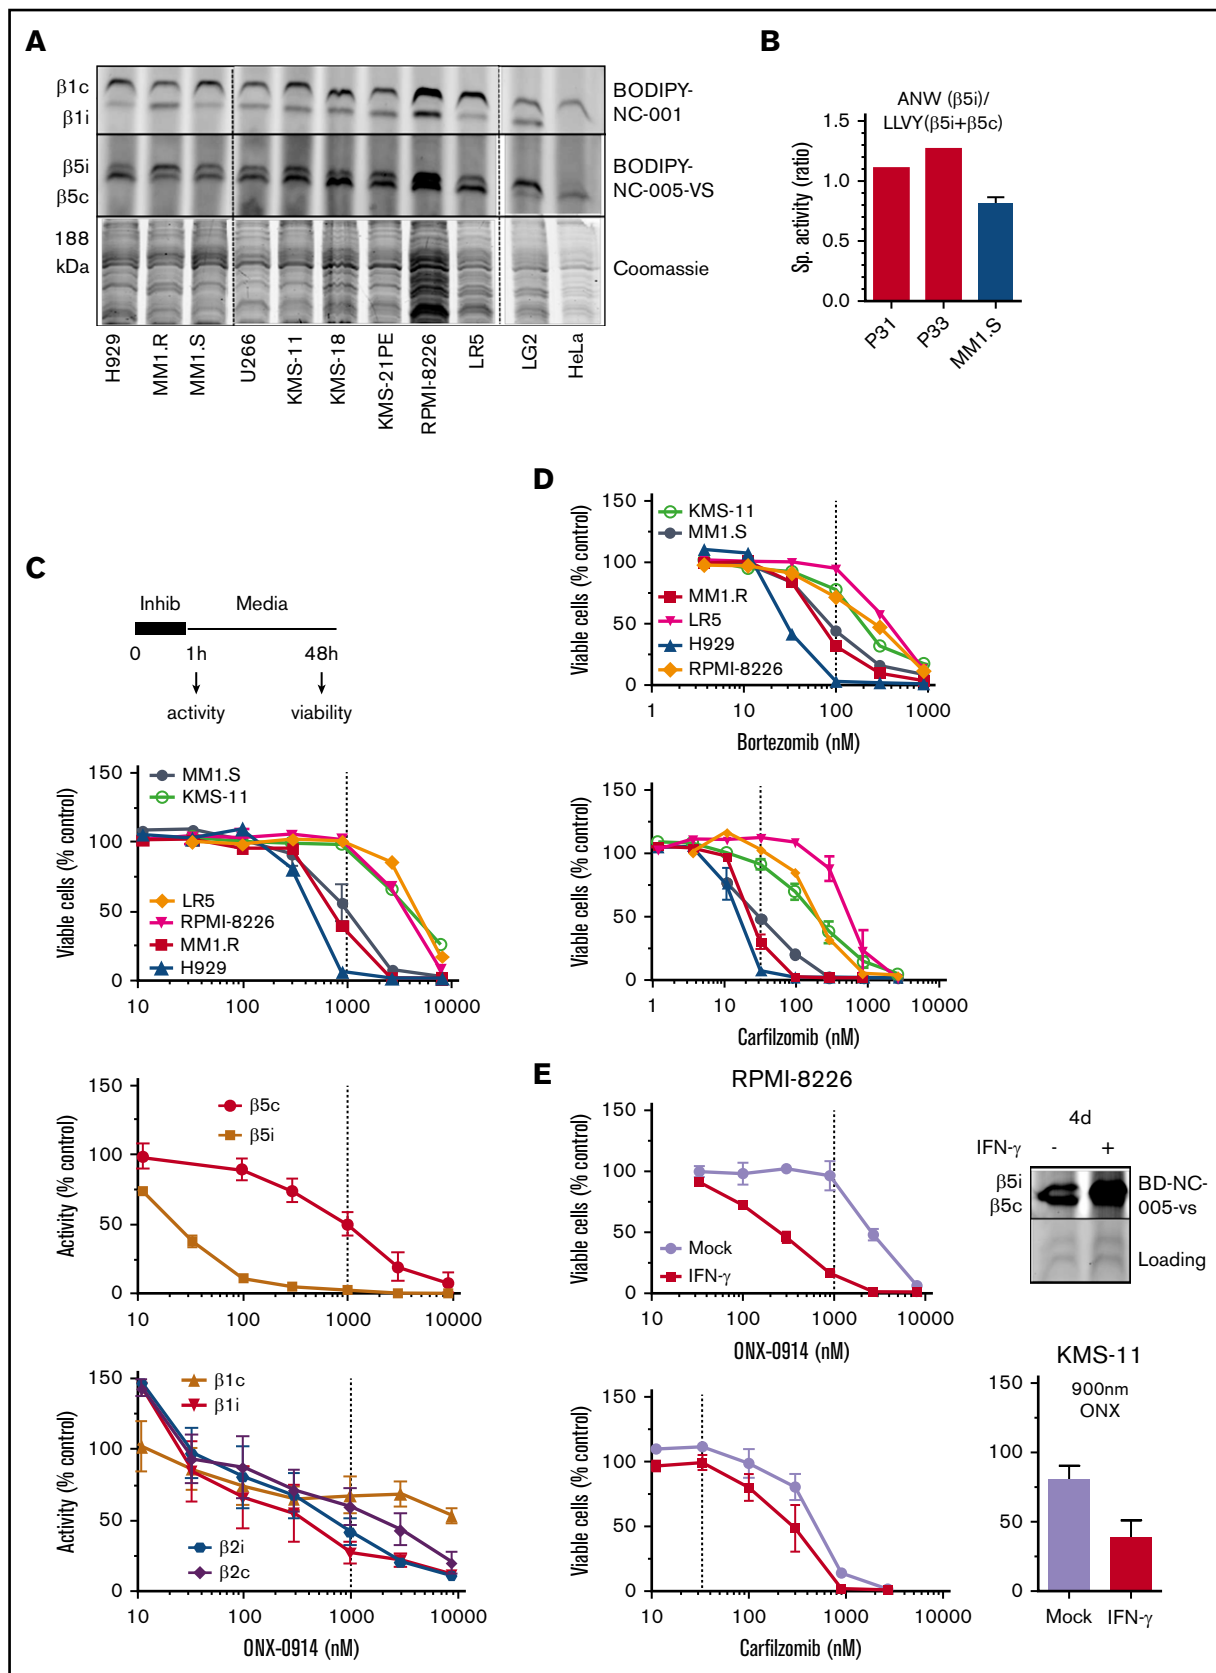 A
β1c
β1i
BODIPY-
NC-001
β5i
β5c
BODIPY-
NC-005-VS
188
kDa
Coomassie
H929
MM1.R
MM1.S
U266
KMS-11
KMS-18
KMS-21PE
RPMI-8226
LR5
LG2
HeLa
B
ANW (β5i)/
LLVY(β5i+β5c)
Sp. activity (ratio)
1.5
1.0
0.5
0.0
P31
P33
MM1.S
C
Inhib Media
0 1h 48h
activity viability
Viable cells (% control)
150
100
50
0
MM1.S
KMS-11
LR5
RPMI-8226
MM1.R
H929
10 100 1000 10000
Activity (% control)
150
100
50
0
β5c
β5i
10 100 1000 10000
Activity (% control)
150
100
50
0
β1c
β1i
β2i
β2c
10 100 1000 10000
ONX-0914 (nM)
D
Viable cells (% control)
150
100
50
0
KMS-11
MM1.S
MM1.R
LR5
H929
RPMI-8226
1 10 100 1000
Bortezomib (nM)
Viable cells (% control)
150
100
50
0
1 10 100 1000 10000
Carfilzomib (nM)
E
RPMI-8226
Viable cells (% control)
150
100
50
0
Mock
IFN-γ
10 100 1000 10000
ONX-0914 (nM)
4d
IFN-γ - +
β5i
β5c
BD-NC-
005-vs
Loading
Viable cells (% control)
150
100
50
0
10 100 1000 10000
Carfilzomib (nM)
KMS-11
900nm
ONX
150
100
50
0
Mock IFN-γ